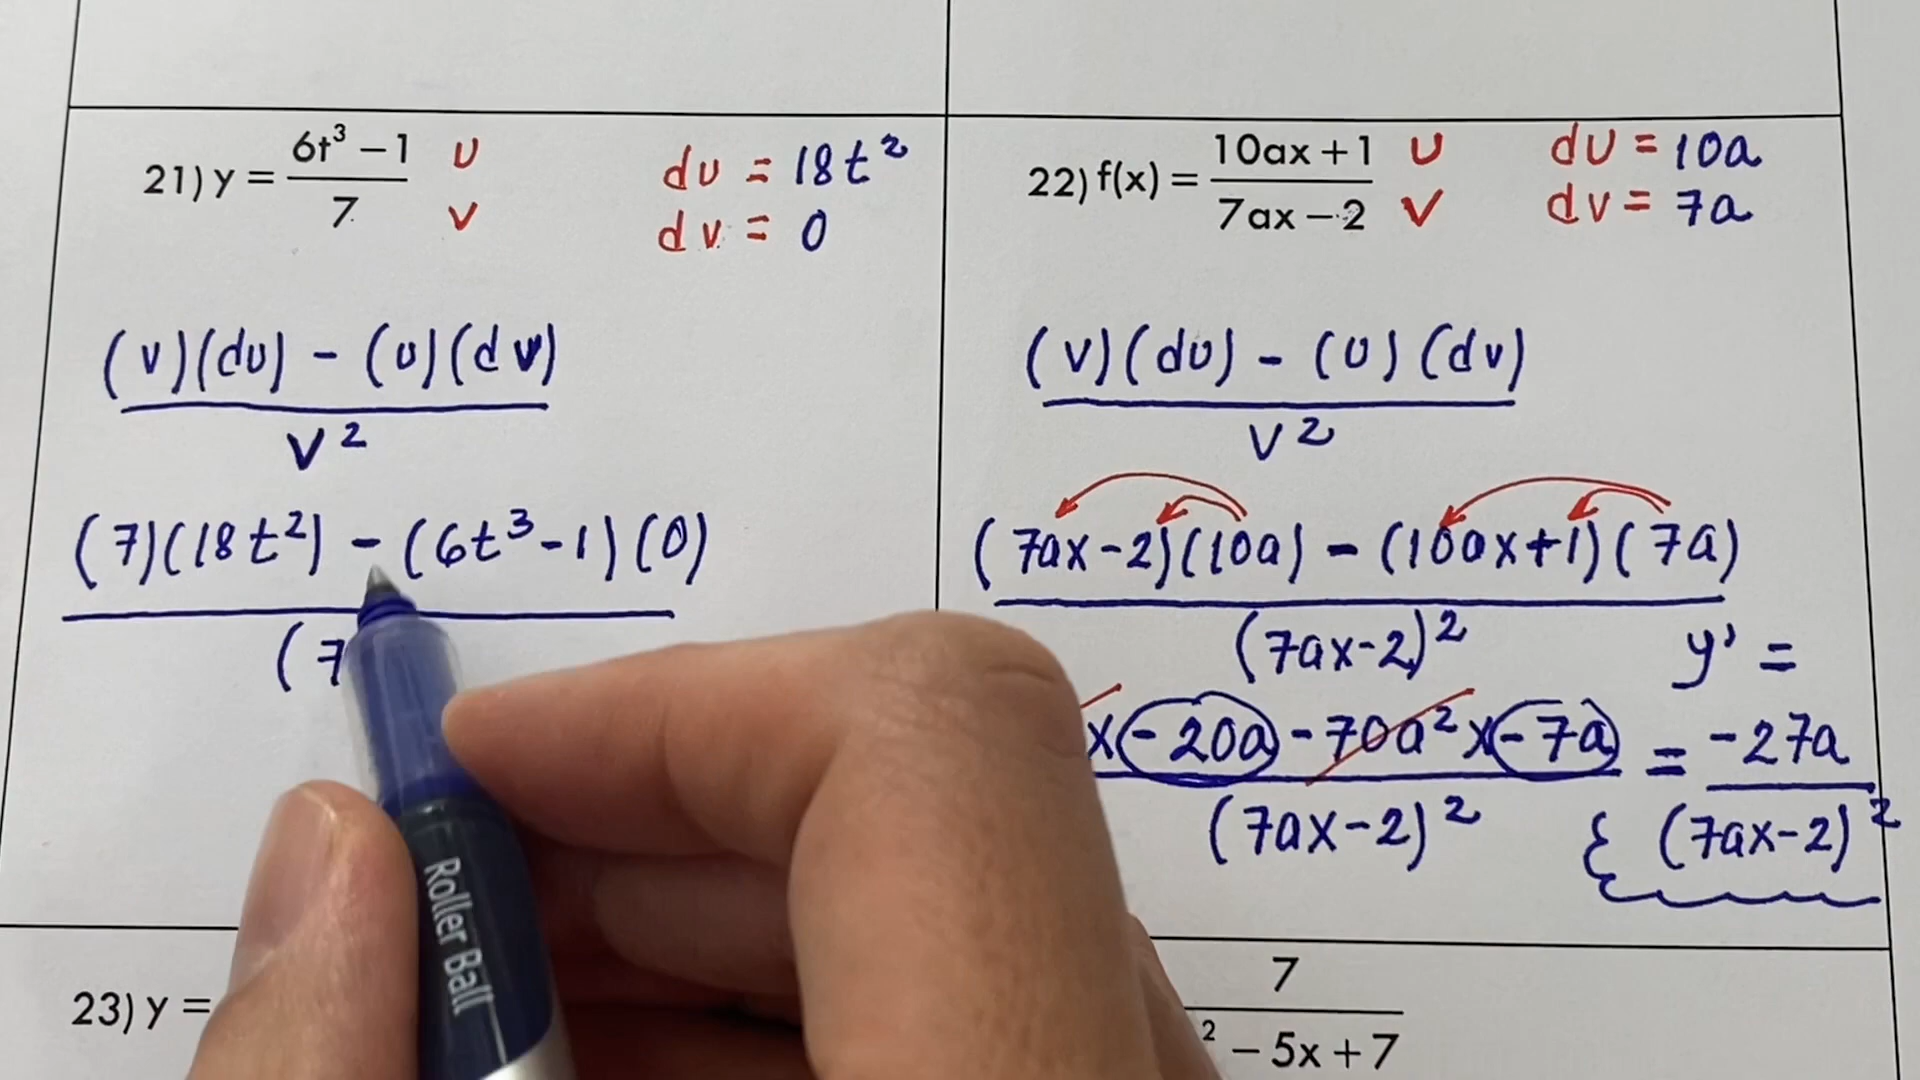 21) y = 6t³ − 1 u du = 18t²
7 v dv = 0
(v)(du) - (u)(dv)
v²
(7)(18t²) - (6t³-1)(0)
(7
22) f(x) = 10ax + 1 u du = 10a
7ax − 2 v dv = 7a
(v)(du) - (u)(dv)
v²
(7ax-2)(10a) - (10ax+1)(7a)
(7ax-2)² y' =
x -20a - 70a²x -7a = -27a
(7ax-2)² (7ax-2)²
23) y =
7
² − 5x + 7
Roller Ball